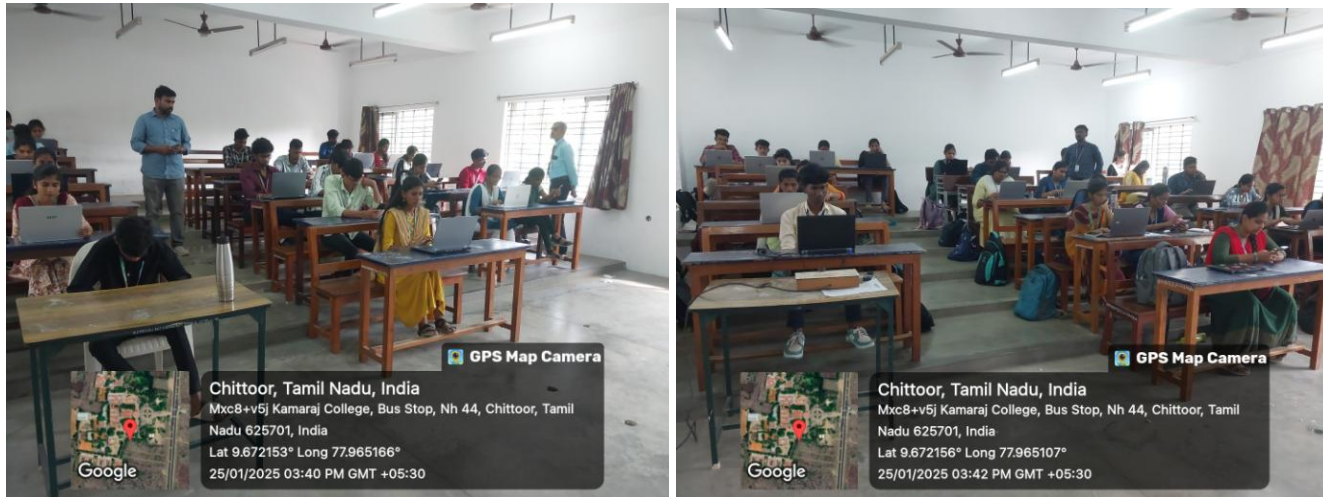 GPS Map Camera
Chittoor, Tamil Nadu, India
Mxc8+v5j Kamaraj College, Bus Stop, Nh 44, Chittoor, Tamil
Nadu 625701, India
Lat 9.672153° Long 77.965166°
25/01/2025 03:40 PM GMT +05:30
Google
GPS Map Camera
Chittoor, Tamil Nadu, India
Mxc8+v5j Kamaraj College, Bus Stop, Nh 44, Chittoor, Tamil
Nadu 625701, India
Lat 9.672156° Long 77.965107°
25/01/2025 03:42 PM GMT +05:30
Google